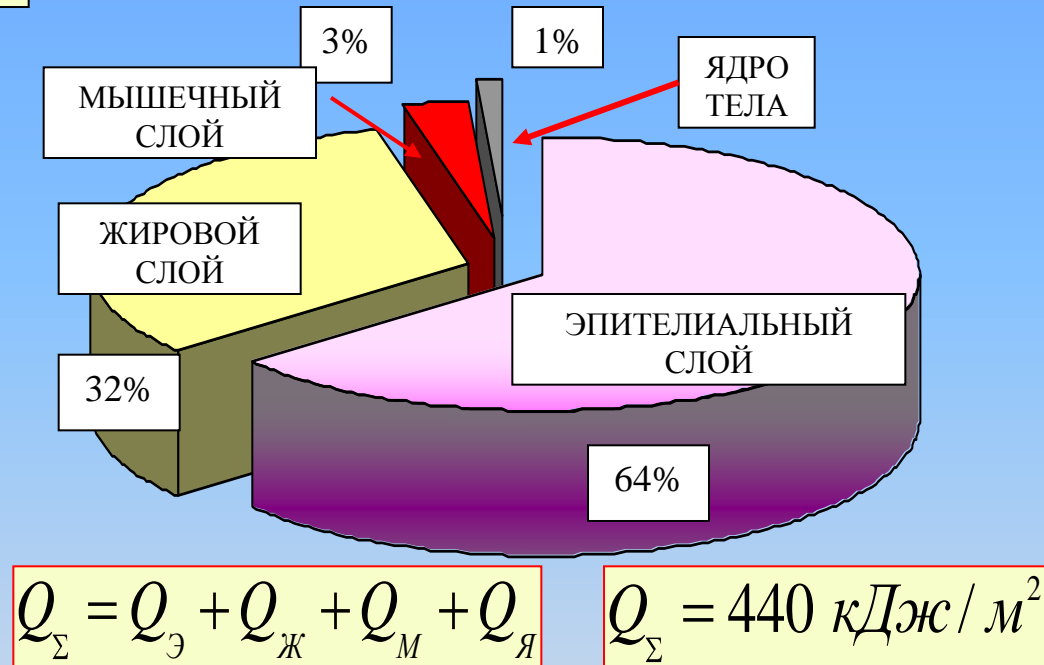 3%
1%
МЫШЕЧНЫЙ
СЛОЙ
ЯДРО
ТЕЛА
ЖИРОВОЙ
СЛОЙ
ЭПИТЕЛИАЛЬНЫЙ
СЛОЙ
32%
64%
Q_Σ = Q_Э + Q_Ж + Q_М + Q_Я
Q_Σ = 440 кДж / м²